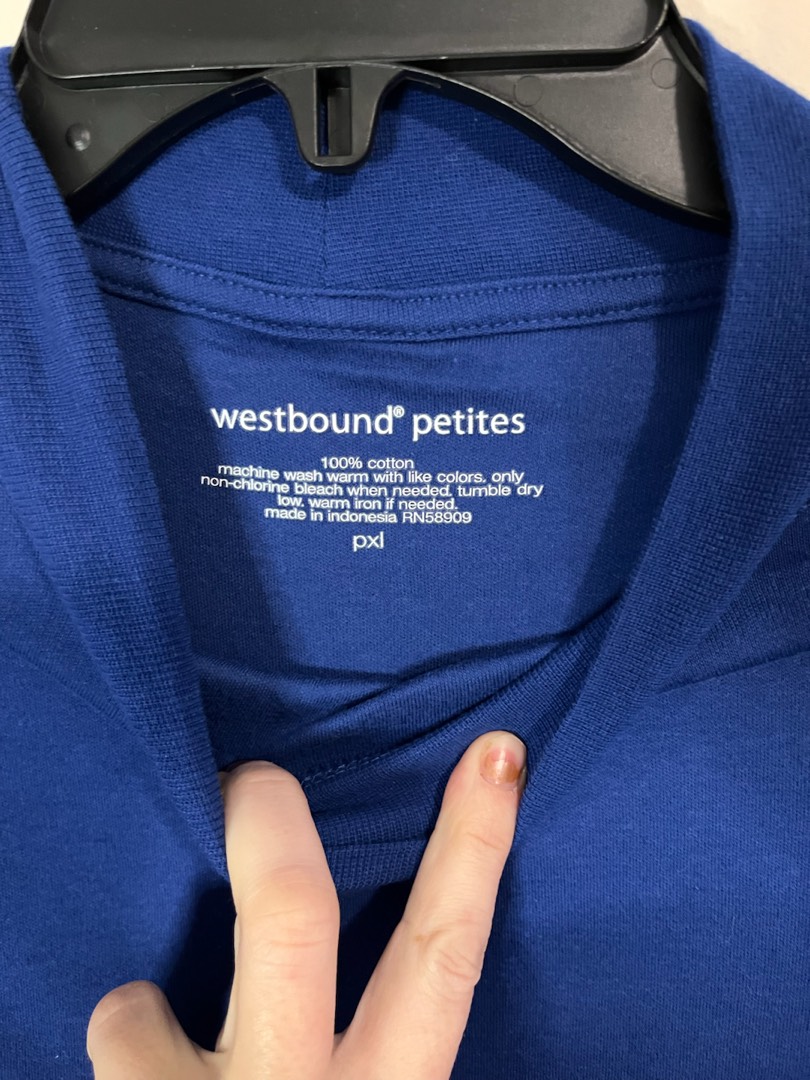 westbound® petites
100% cotton
machine wash warm with like colors. only
non-chlorine bleach when needed. tumble dry
low. warm iron if needed.
made in indonesia RN58909
pxl